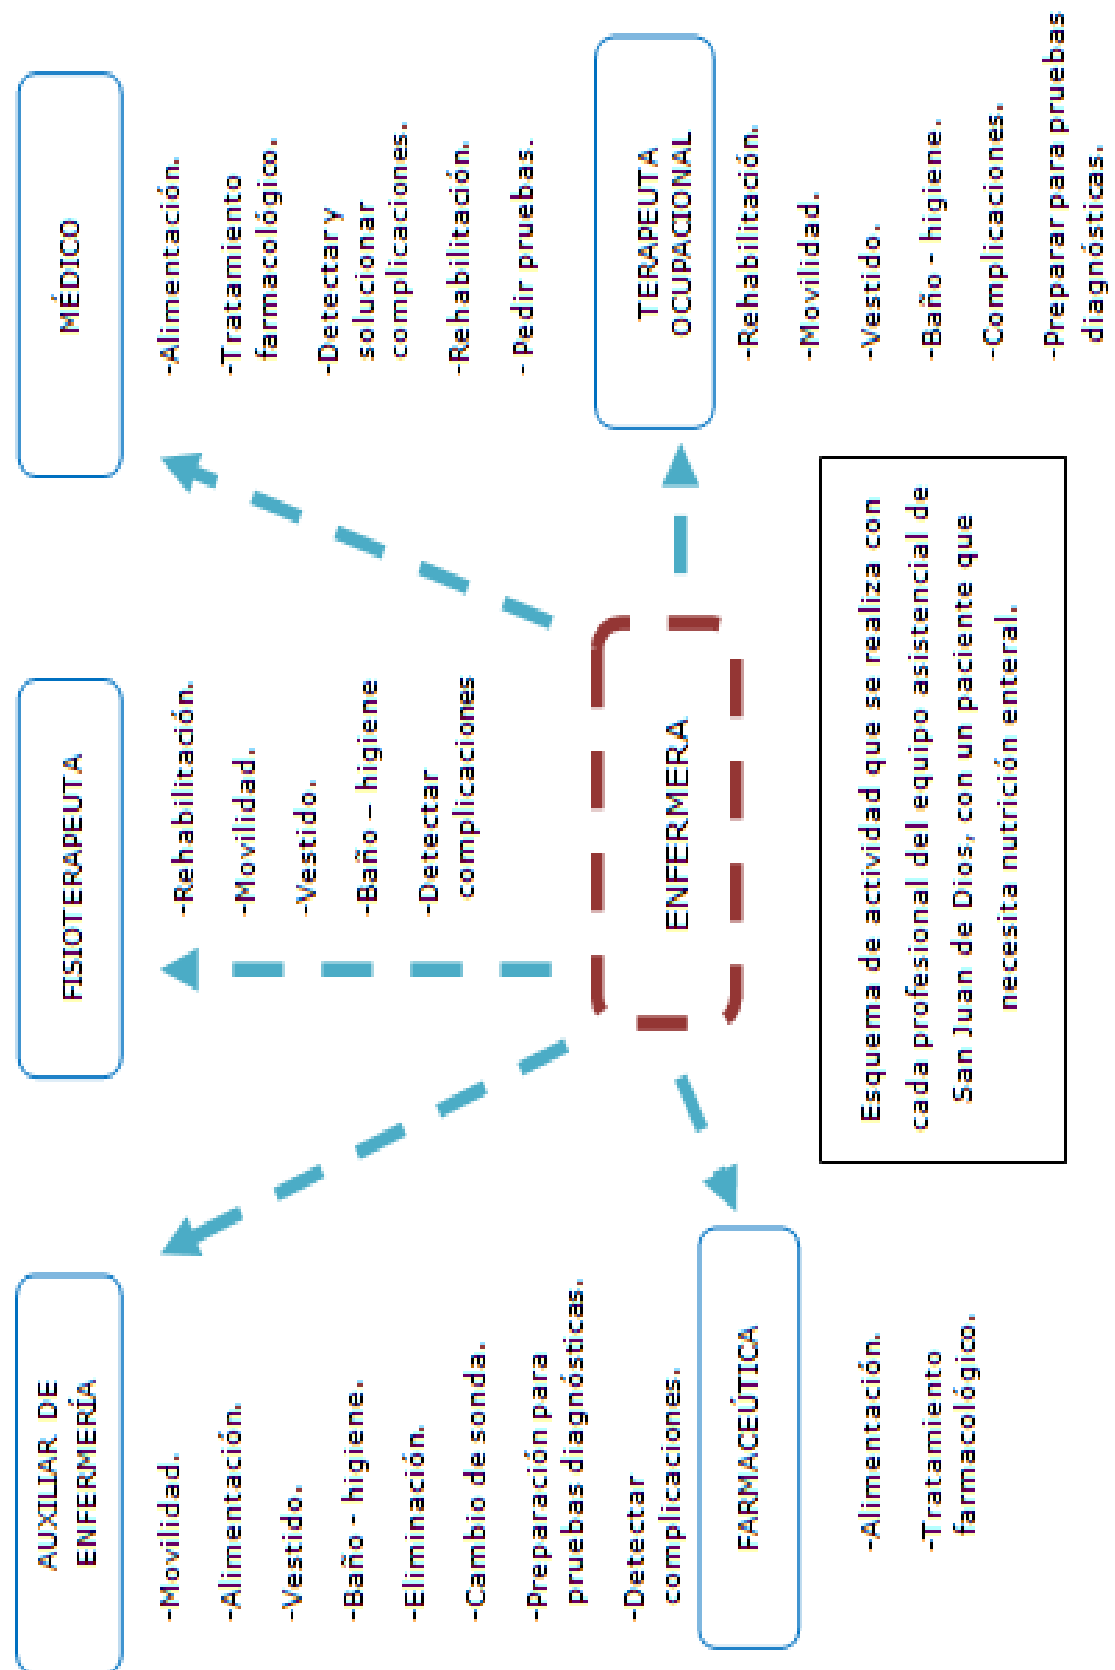 AUXILIAR DE
ENFERMERÍA
-Movilidad.
-Alimentación.
-Vestido.
-Baño – higiene.
-Eliminación.
-Cambio de sonda.
-Preparación para
pruebas diagnósticas.
-Detectar
complicaciones.
FISIOTERAPEUTA
-Rehabilitación.
-Movilidad.
-Vestido.
-Baño – higiene
-Detectar
complicaciones
MÉDICO
-Alimentación.
-Tratamiento
farmacológico.
-Detectar y
solucionar
complicaciones.
-Rehabilitación.
- Pedir pruebas.
ENFERMERA
TERAPEUTA
OCUPACIONAL
-Rehabilitación.
-Movilidad.
-Vestido.
-Baño – higiene.
-Complicaciones.
-Preparar para pruebas
diagnósticas.
FARMACEÚTICA
-Alimentación.
-Tratamiento
farmacológico.
Esquema de actividad que se realiza con
cada profesional del equipo asistencial de
San Juan de Dios, con un paciente que
necesita nutrición enteral.